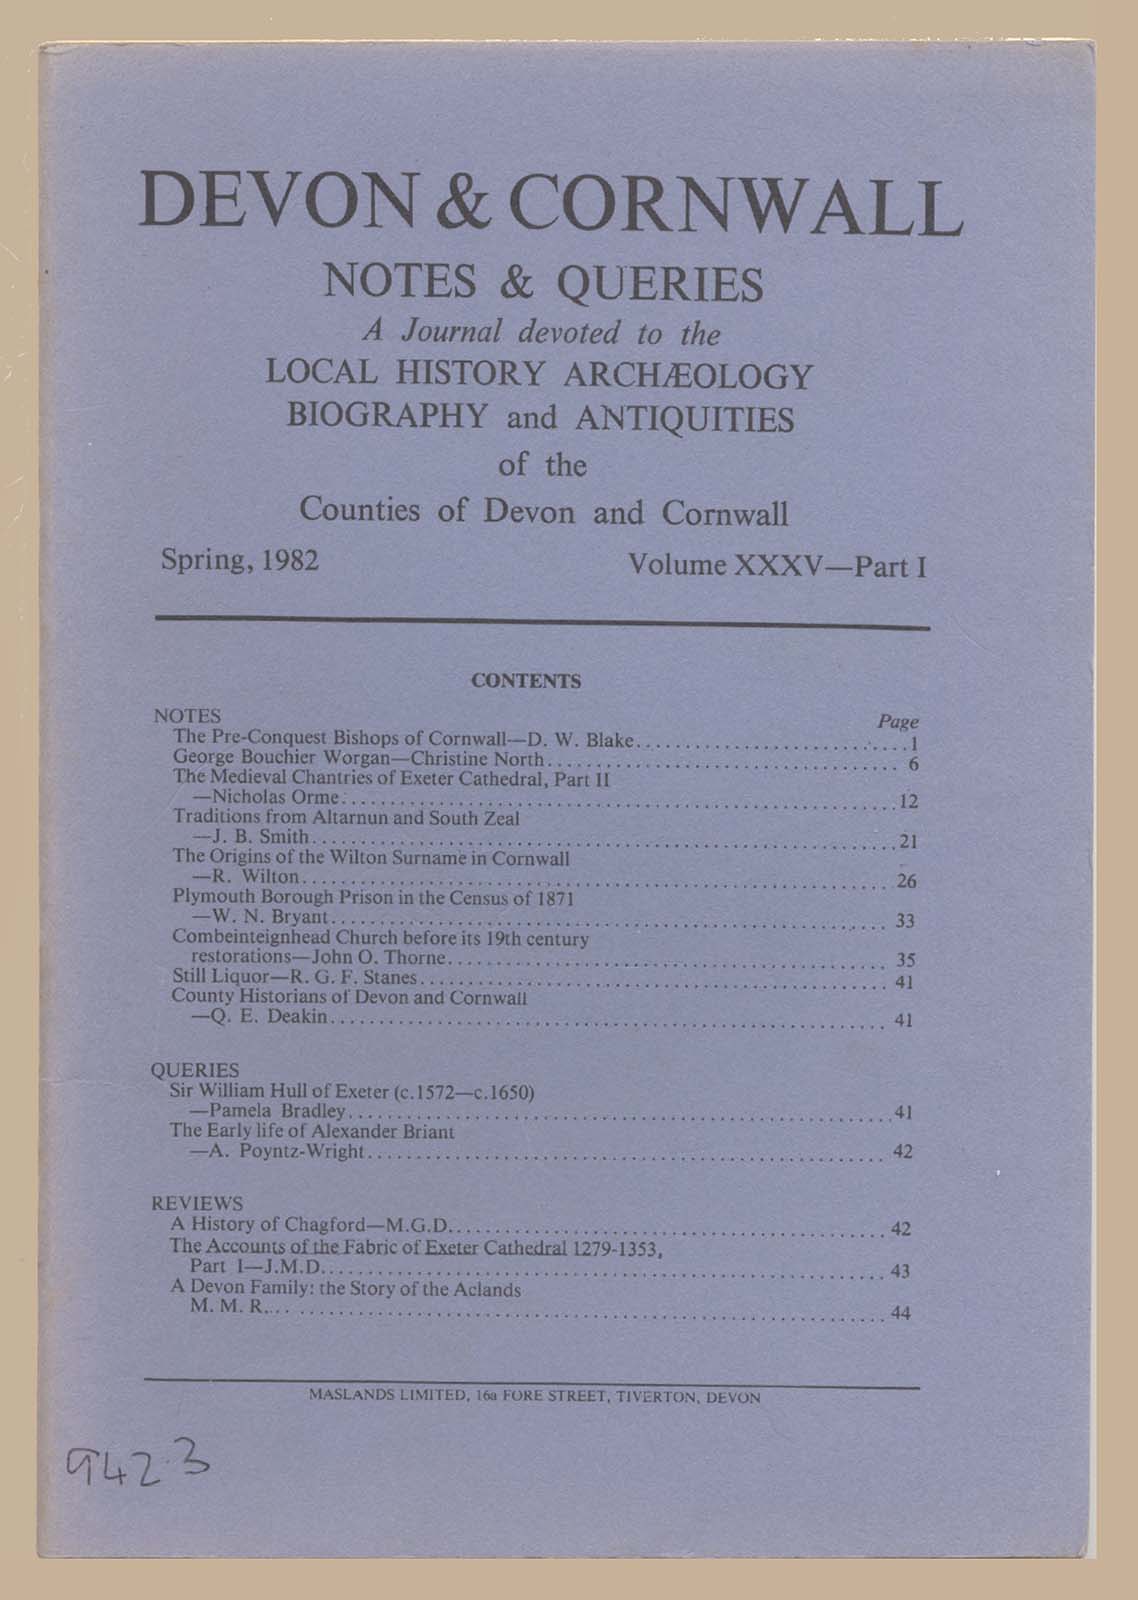 DEVON & CORNWALL
NOTES & QUERIES
A Journal devoted to the
LOCAL HISTORY ARCHÆOLOGY
BIOGRAPHY and ANTIQUITIES
of the
Counties of Devon and Cornwall
Spring, 1982 Volume XXXV—Part I
CONTENTS
NOTES Page
The Pre-Conquest Bishops of Cornwall—D. W. Blake............................1
George Bouchier Worgan—Christine North.................................... 6
The Medieval Chantries of Exeter Cathedral, Part II
—Nicholas Orme.........................................................12
Traditions from Altarnun and South Zeal
—J. B. Smith............................................................21
The Origins of the Wilton Surname in Cornwall
—R. Wilton............................................................ 26
Plymouth Borough Prison in the Census of 1871
—W. N. Bryant......................................................... 33
Combeinteignhead Church before its 19th century
restorations—John O. Thorne............................................. 35
Still Liquor—R. G. F. Stanes................................................ 41
County Historians of Devon and Cornwall
—Q. E. Deakin......................................................... 41
QUERIES
Sir William Hull of Exeter (c.1572—c.1650)
—Pamela Bradley........................................................41
The Early life of Alexander Briant
—A. Poyntz-Wright..................................................... 42
REVIEWS
A History of Chagford—M.G.D............................................. 42
The Accounts of the Fabric of Exeter Cathedral 1279-1353,
Part I—J.M.D.......................................................... 43
A Devon Family: the Story of the Aclands
M. M. R................................................................ 44
MASLANDS LIMITED, 16a FORE STREET, TIVERTON, DEVON
942.3